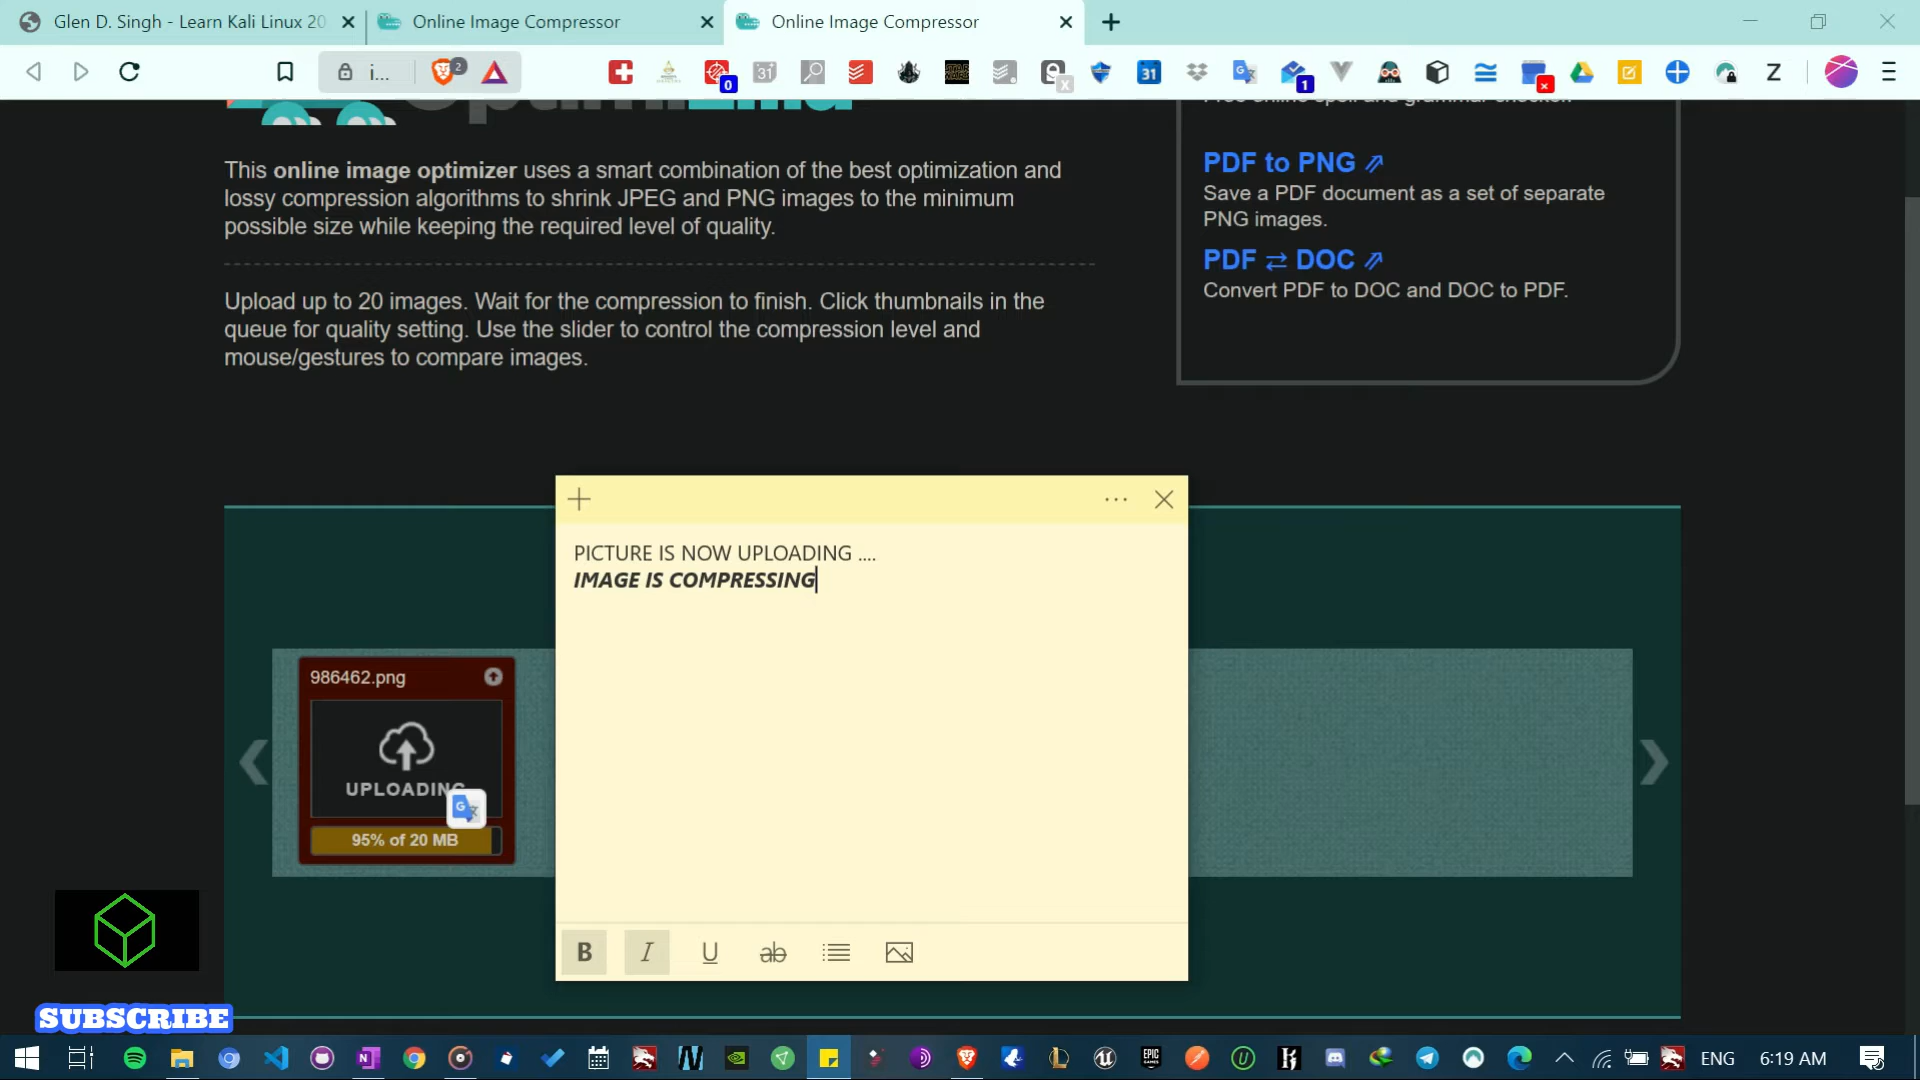 Glen D. Singh - Learn Kali Linux 20
Online Image Compressor
Online Image Compressor
i...
2
0
31
X
31
1
x
Z
This online image optimizer uses a smart combination of the best optimization and
lossy compression algorithms to shrink JPEG and PNG images to the minimum
possible size while keeping the required level of quality.
Upload up to 20 images. Wait for the compression to finish. Click thumbnails in the
queue for quality setting. Use the slider to control the compression level and
mouse/gestures to compare images.
PDF to PNG
Save a PDF document as a set of separate
PNG images.
PDF ⇄ DOC
Convert PDF to DOC and DOC to PDF.
PICTURE IS NOW UPLOADING ....
IMAGE IS COMPRESSING
986462.png
UPLOADING
95% of 20 MB
B I U ab
SUBSCRIBE
ENG
6:19 AM